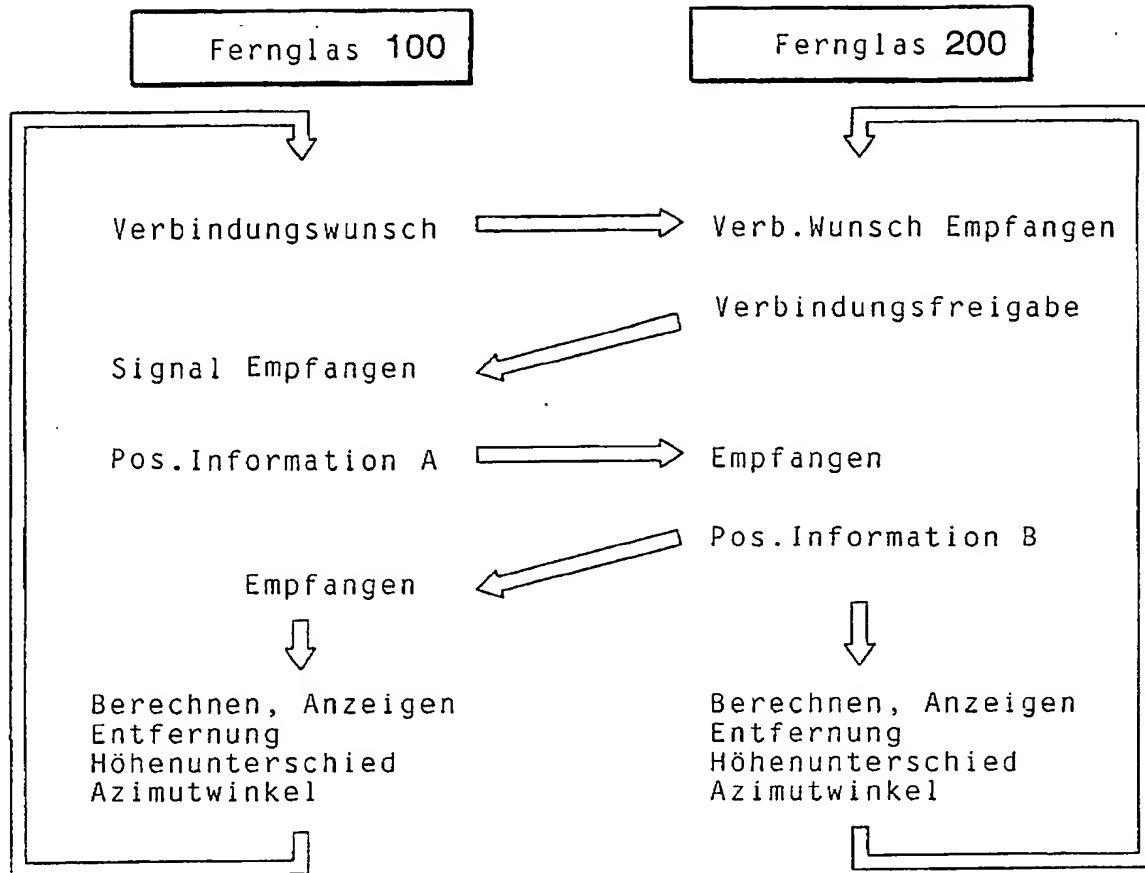 Fernglas 100
Fernglas 200
Verbindungswunsch
Verb.Wunsch Empfangen
Verbindungsfreigabe
Signal Empfangen
Pos.Information A
Empfangen
Pos.Information B
Empfangen
Berechnen, Anzeigen
Entfernung
Höhenunterschied
Azimutwinkel
Berechnen, Anzeigen
Entfernung
Höhenunterschied
Azimutwinkel